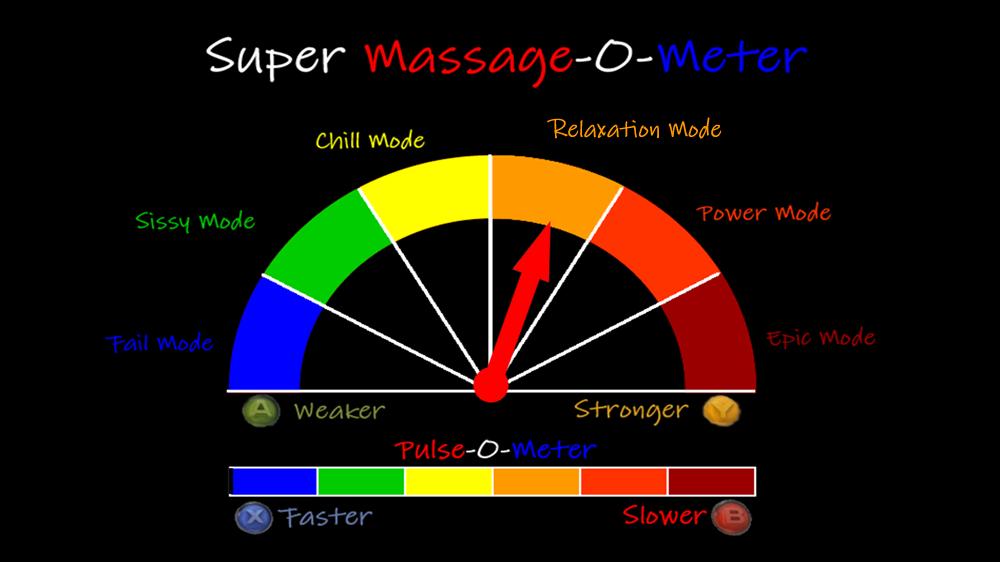 Super Massage-O-Meter
Chill Mode
Relaxation Mode
Sissy Mode
Power Mode
Fail Mode
Epic Mode
A Weaker
Stronger Y
Pulse-O-Meter
X Faster
Slower B